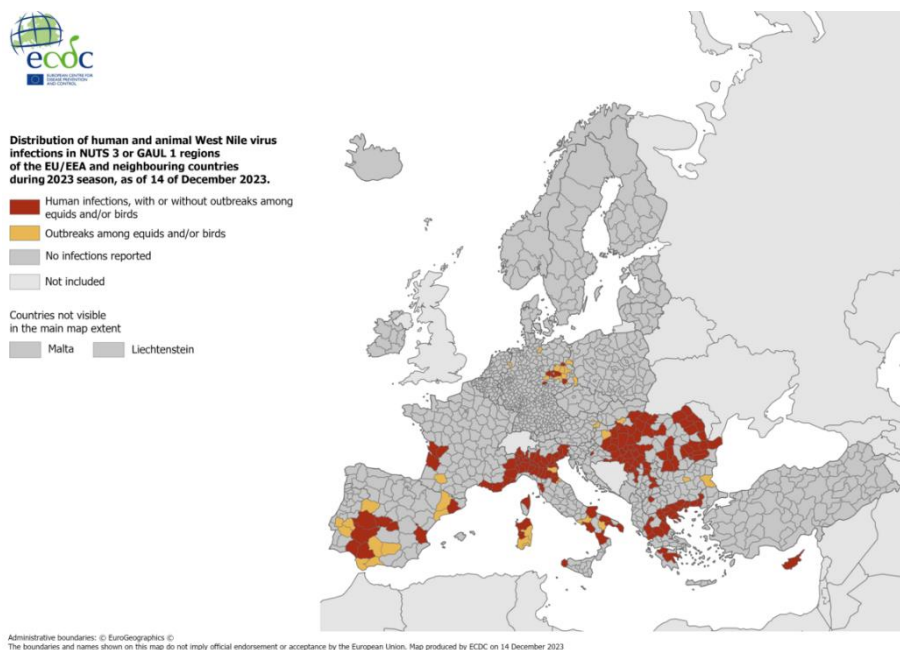 ecdc
EUROPEAN CENTRE FOR
DISEASE PREVENTION
AND CONTROL
Distribution of human and animal West Nile virus
infections in NUTS 3 or GAUL 1 regions
of the EU/EEA and neighbouring countries
during 2023 season, as of 14 of December 2023.
Human infections, with or without outbreaks among
equids and/or birds
Outbreaks among equids and/or birds
No infections reported
Not included
Countries not visible
in the main map extent
Malta
Liechtenstein
Administrative boundaries: © EuroGeographics ©
The boundaries and names shown on this map do not imply official endorsement or acceptance by the European Union. Map produced by ECDC on 14 December 2023